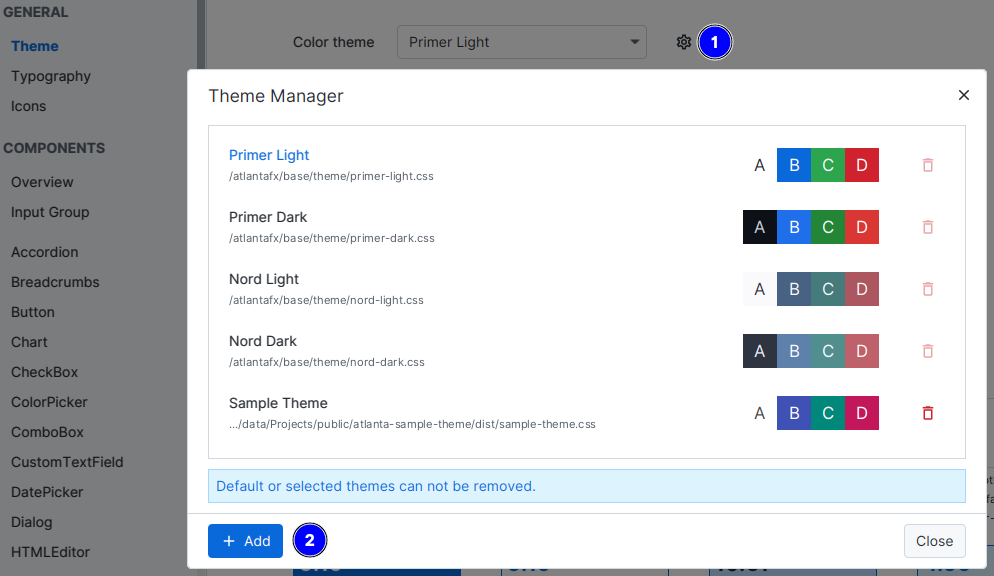 GENERAL
Theme
Typography
Icons
COMPONENTS
Overview
Input Group
Accordion
Breadcrumbs
Button
Chart
CheckBox
ColorPicker
ComboBox
CustomTextField
DatePicker
Dialog
HTMLEditor
Color theme Primer Light 1
Theme Manager
Primer Light A B C D
/atlantafx/base/theme/primer-light.css
Primer Dark A B C D
/atlantafx/base/theme/primer-dark.css
Nord Light A B C D
/atlantafx/base/theme/nord-light.css
Nord Dark A B C D
/atlantafx/base/theme/nord-dark.css
Sample Theme A B C D
.../data/Projects/public/atlanta-sample-theme/dist/sample-theme.css
Default or selected themes can not be removed.
+ Add 2 Close